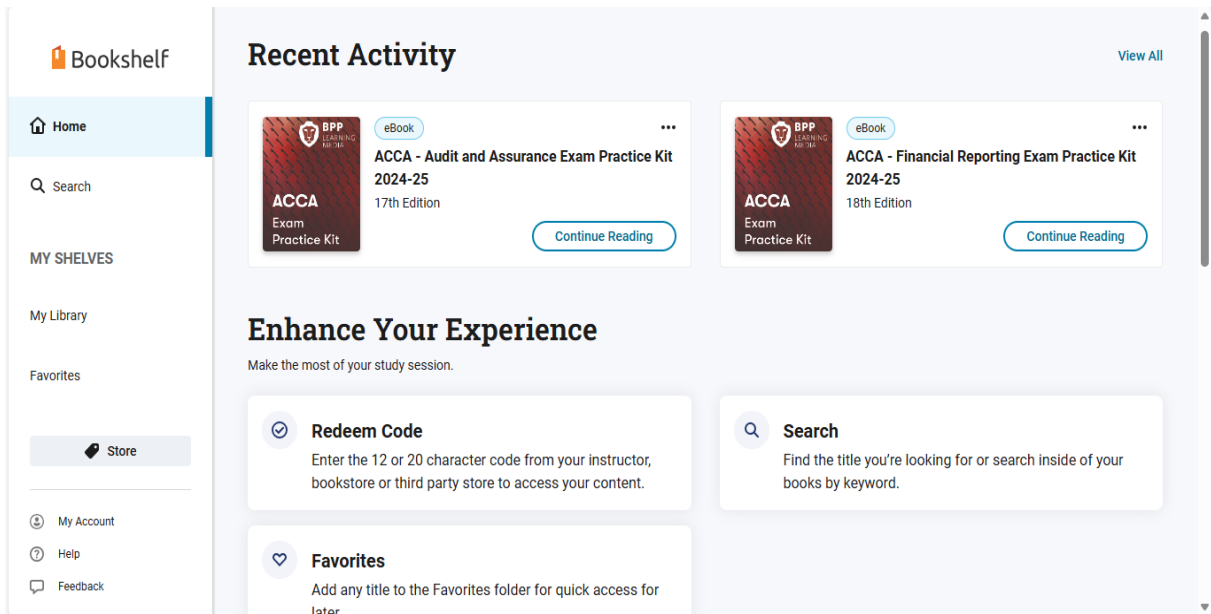 Bookshelf
Home
Search
MY SHELVES
My Library
Favorites
Store
My Account
Help
Feedback
Recent Activity
View All
BPP
LEARNING
MEDIA
ACCA
Exam
Practice Kit
eBook
ACCA - Audit and Assurance Exam Practice Kit
2024-25
17th Edition
Continue Reading
BPP
LEARNING
MEDIA
ACCA
Exam
Practice Kit
eBook
ACCA - Financial Reporting Exam Practice Kit
2024-25
18th Edition
Continue Reading
Enhance Your Experience
Make the most of your study session.
Redeem Code
Enter the 12 or 20 character code from your instructor,
bookstore or third party store to access your content.
Search
Find the title you’re looking for or search inside of your
books by keyword.
Favorites
Add any title to the Favorites folder for quick access for
later